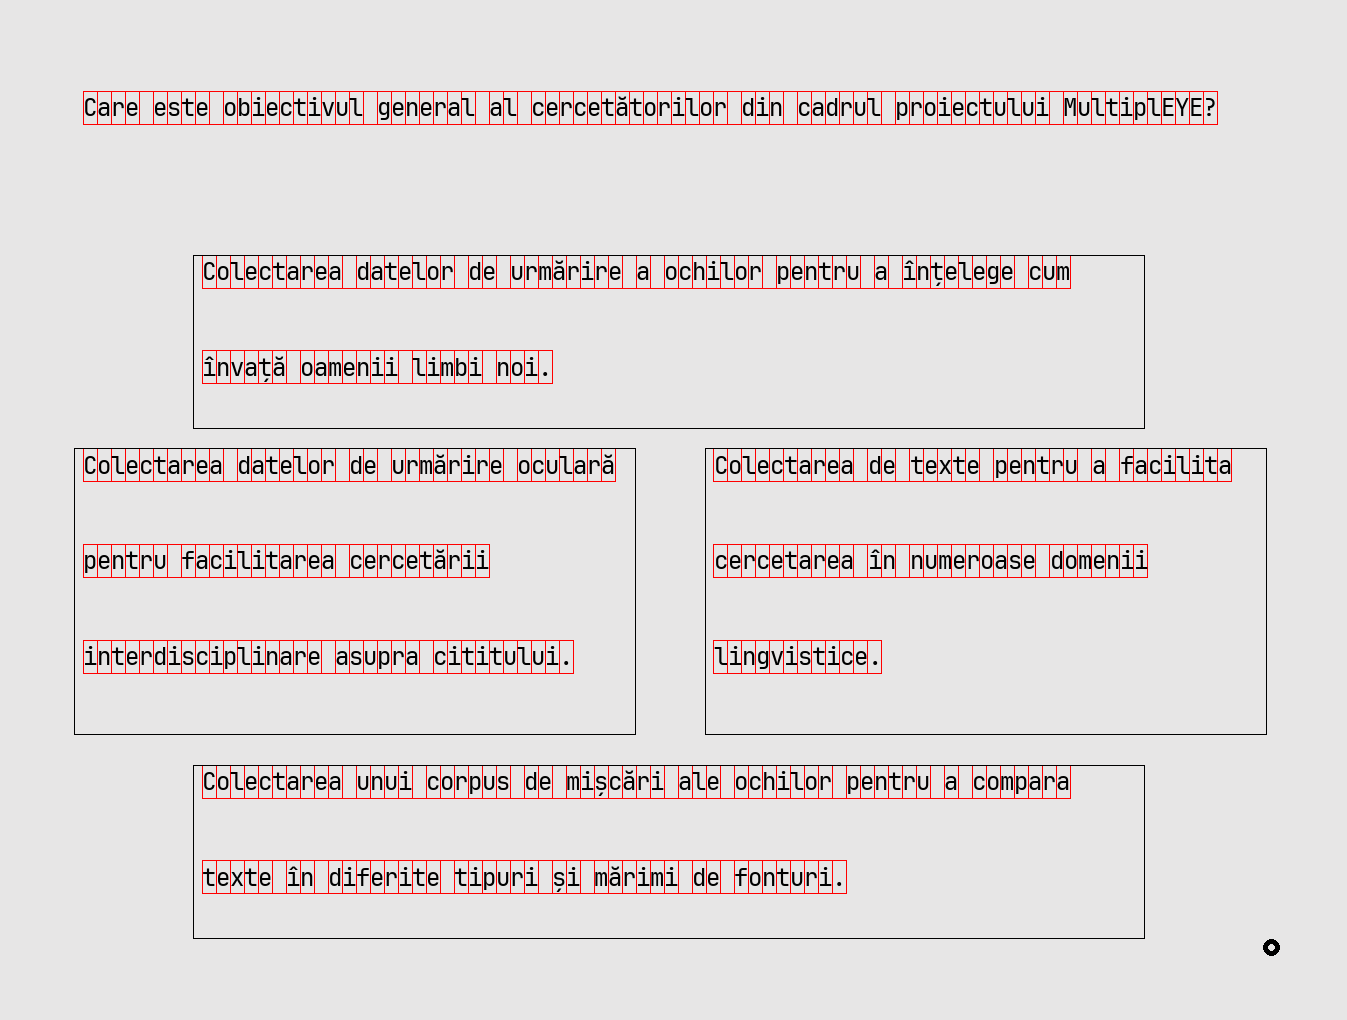 Care este obiectivul general al cercetătorilor din cadrul proiectului MultiplEYE?
Colectarea datelor de urmărire a ochilor pentru a înțelege cum
învață oamenii limbi noi.
Colectarea datelor de urmărire oculară
pentru facilitarea cercetării
interdisciplinare asupra cititului.
Colectarea de texte pentru a facilita
cercetarea în numeroase domenii
lingvistice.
Colectarea unui corpus de mișcări ale ochilor pentru a compara
texte în diferite tipuri și mărimi de fonturi.